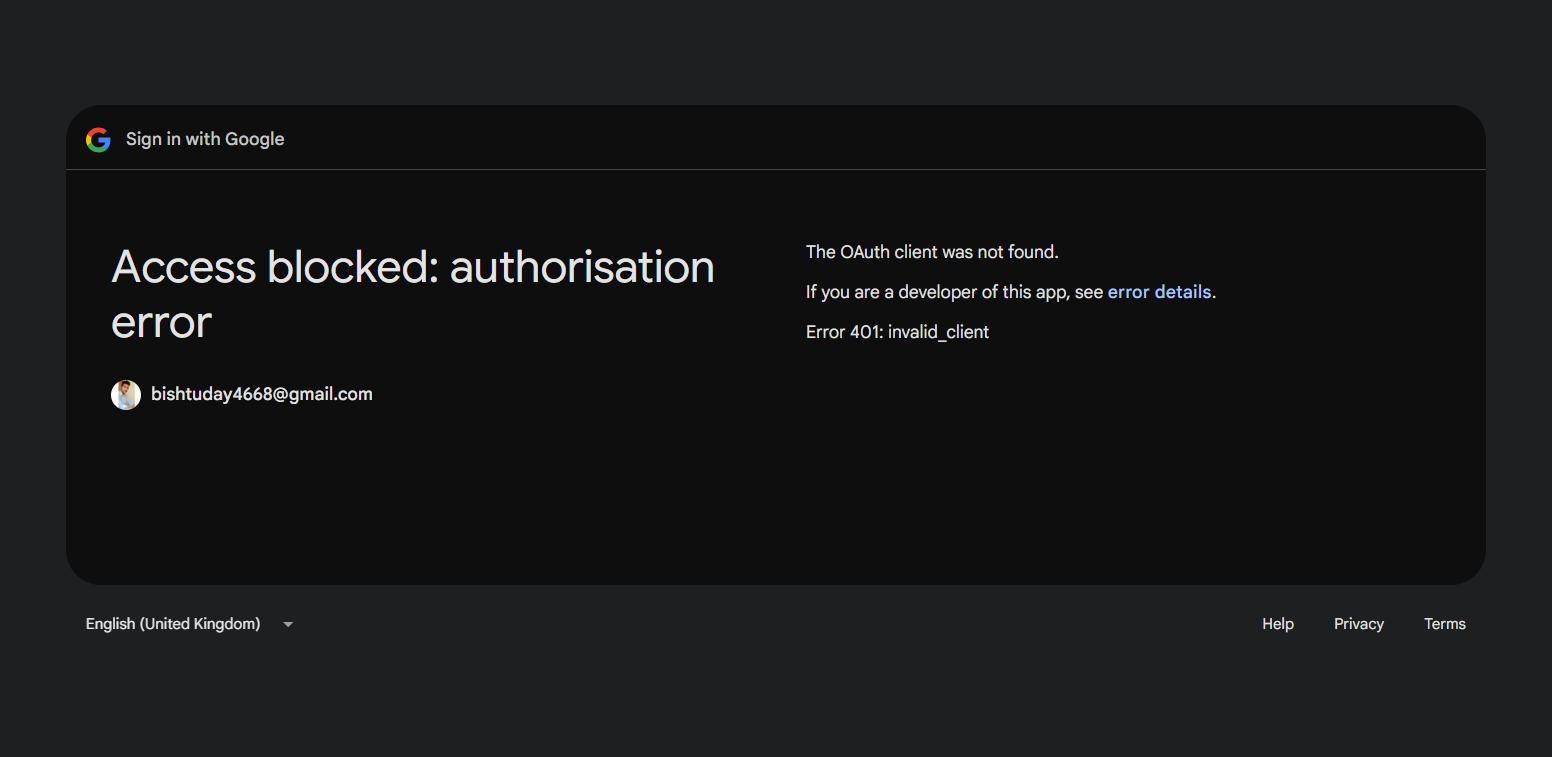 Sign in with Google
Access blocked: authorisation
error
bishtuday4668@gmail.com
The OAuth client was not found.
If you are a developer of this app, see error details.
Error 401: invalid_client
English (United Kingdom)
Help
Privacy
Terms